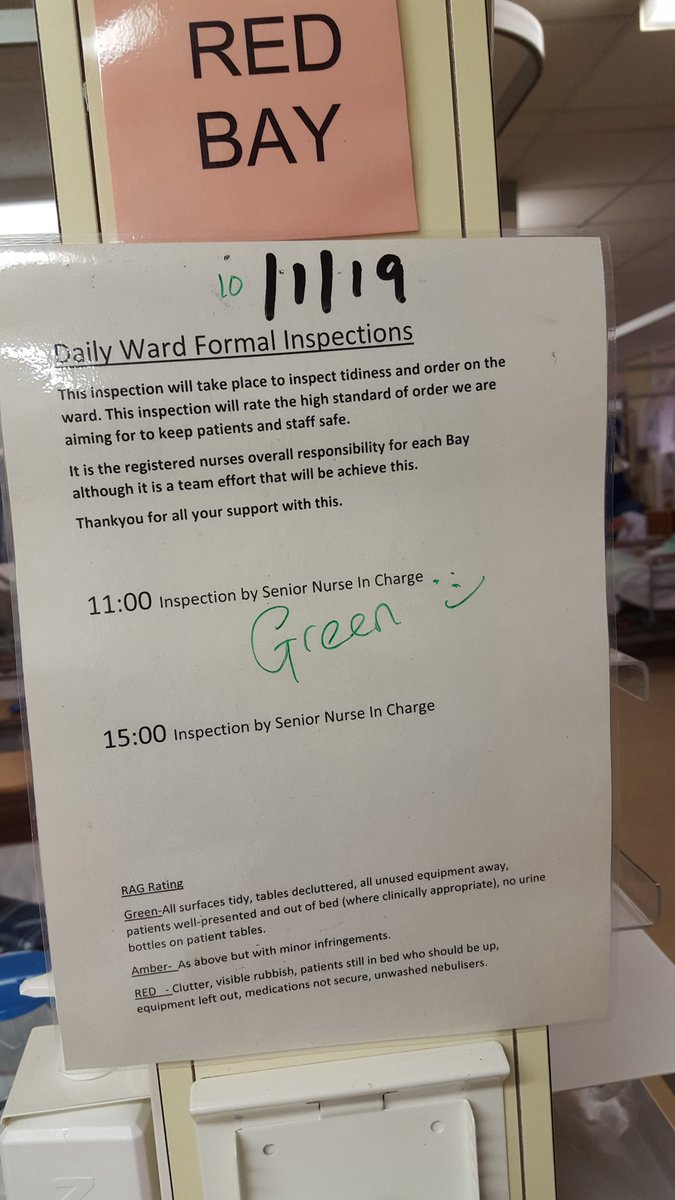 RED
BAY
10/1/19
Daily Ward Formal Inspections
This inspection will take place to inspect tidiness and order on the
ward. This inspection will rate the high standard of order we are
aiming for to keep patients and staff safe.
It is the registered nurses overall responsibility for each Bay
although it is a team effort that will be achieve this.
Thankyou for all your support with this.
11:00 Inspection by Senior Nurse In Charge
Green
15:00 Inspection by Senior Nurse In Charge
RAG Rating
Green-All surfaces tidy, tables decluttered, all unused equipment away,
patients well-presented and out of bed (where clinically appropriate), no urine
bottles on patient tables.
Amber- As above but with minor infringements.
RED - Clutter, visible rubbish, patients still in bed who should be up,
equipment left out, medications not secure, unwashed nebulisers.